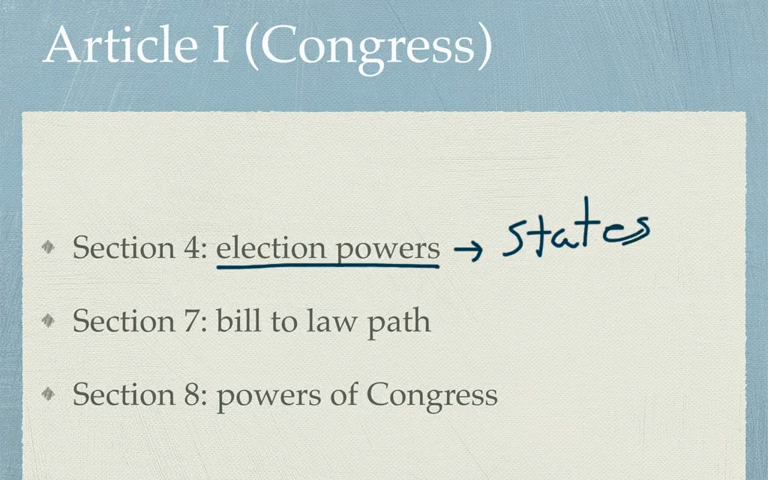 Article I (Congress)
Section 4: election powers → states
Section 7: bill to law path
Section 8: powers of Congress